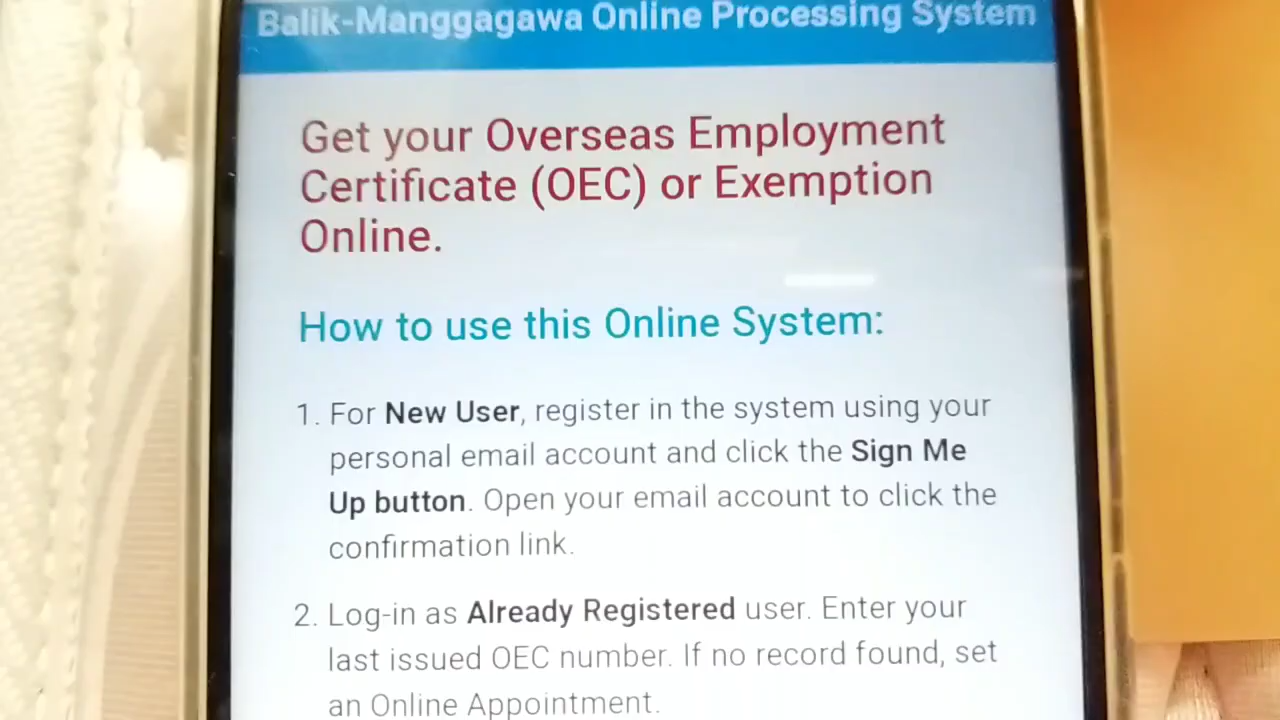 Balik-Manggagawa Online Processing System
Get your Overseas Employment
Certificate (OEC) or Exemption
Online.
How to use this Online System:
1. For New User, register in the system using your
personal email account and click the Sign Me
Up button. Open your email account to click the
confirmation link.
2. Log-in as Already Registered user. Enter your
last issued OEC number. If no record found, set
an Online Appointment.